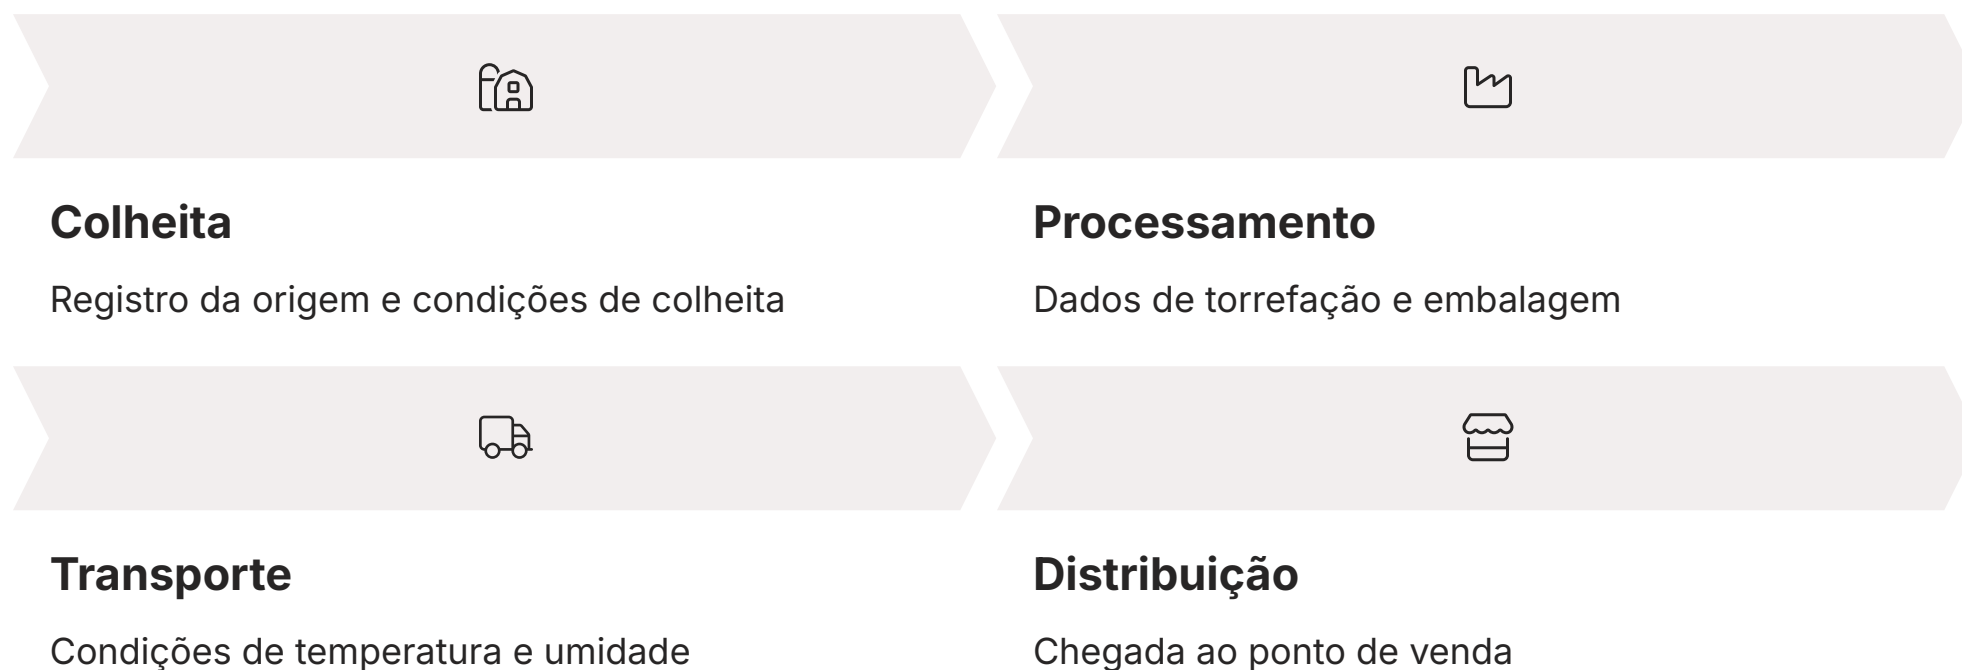 Colheita
Registro da origem e condições de colheita
Processamento
Dados de torrefação e embalagem
Transporte
Condições de temperatura e umidade
Distribuição
Chegada ao ponto de venda